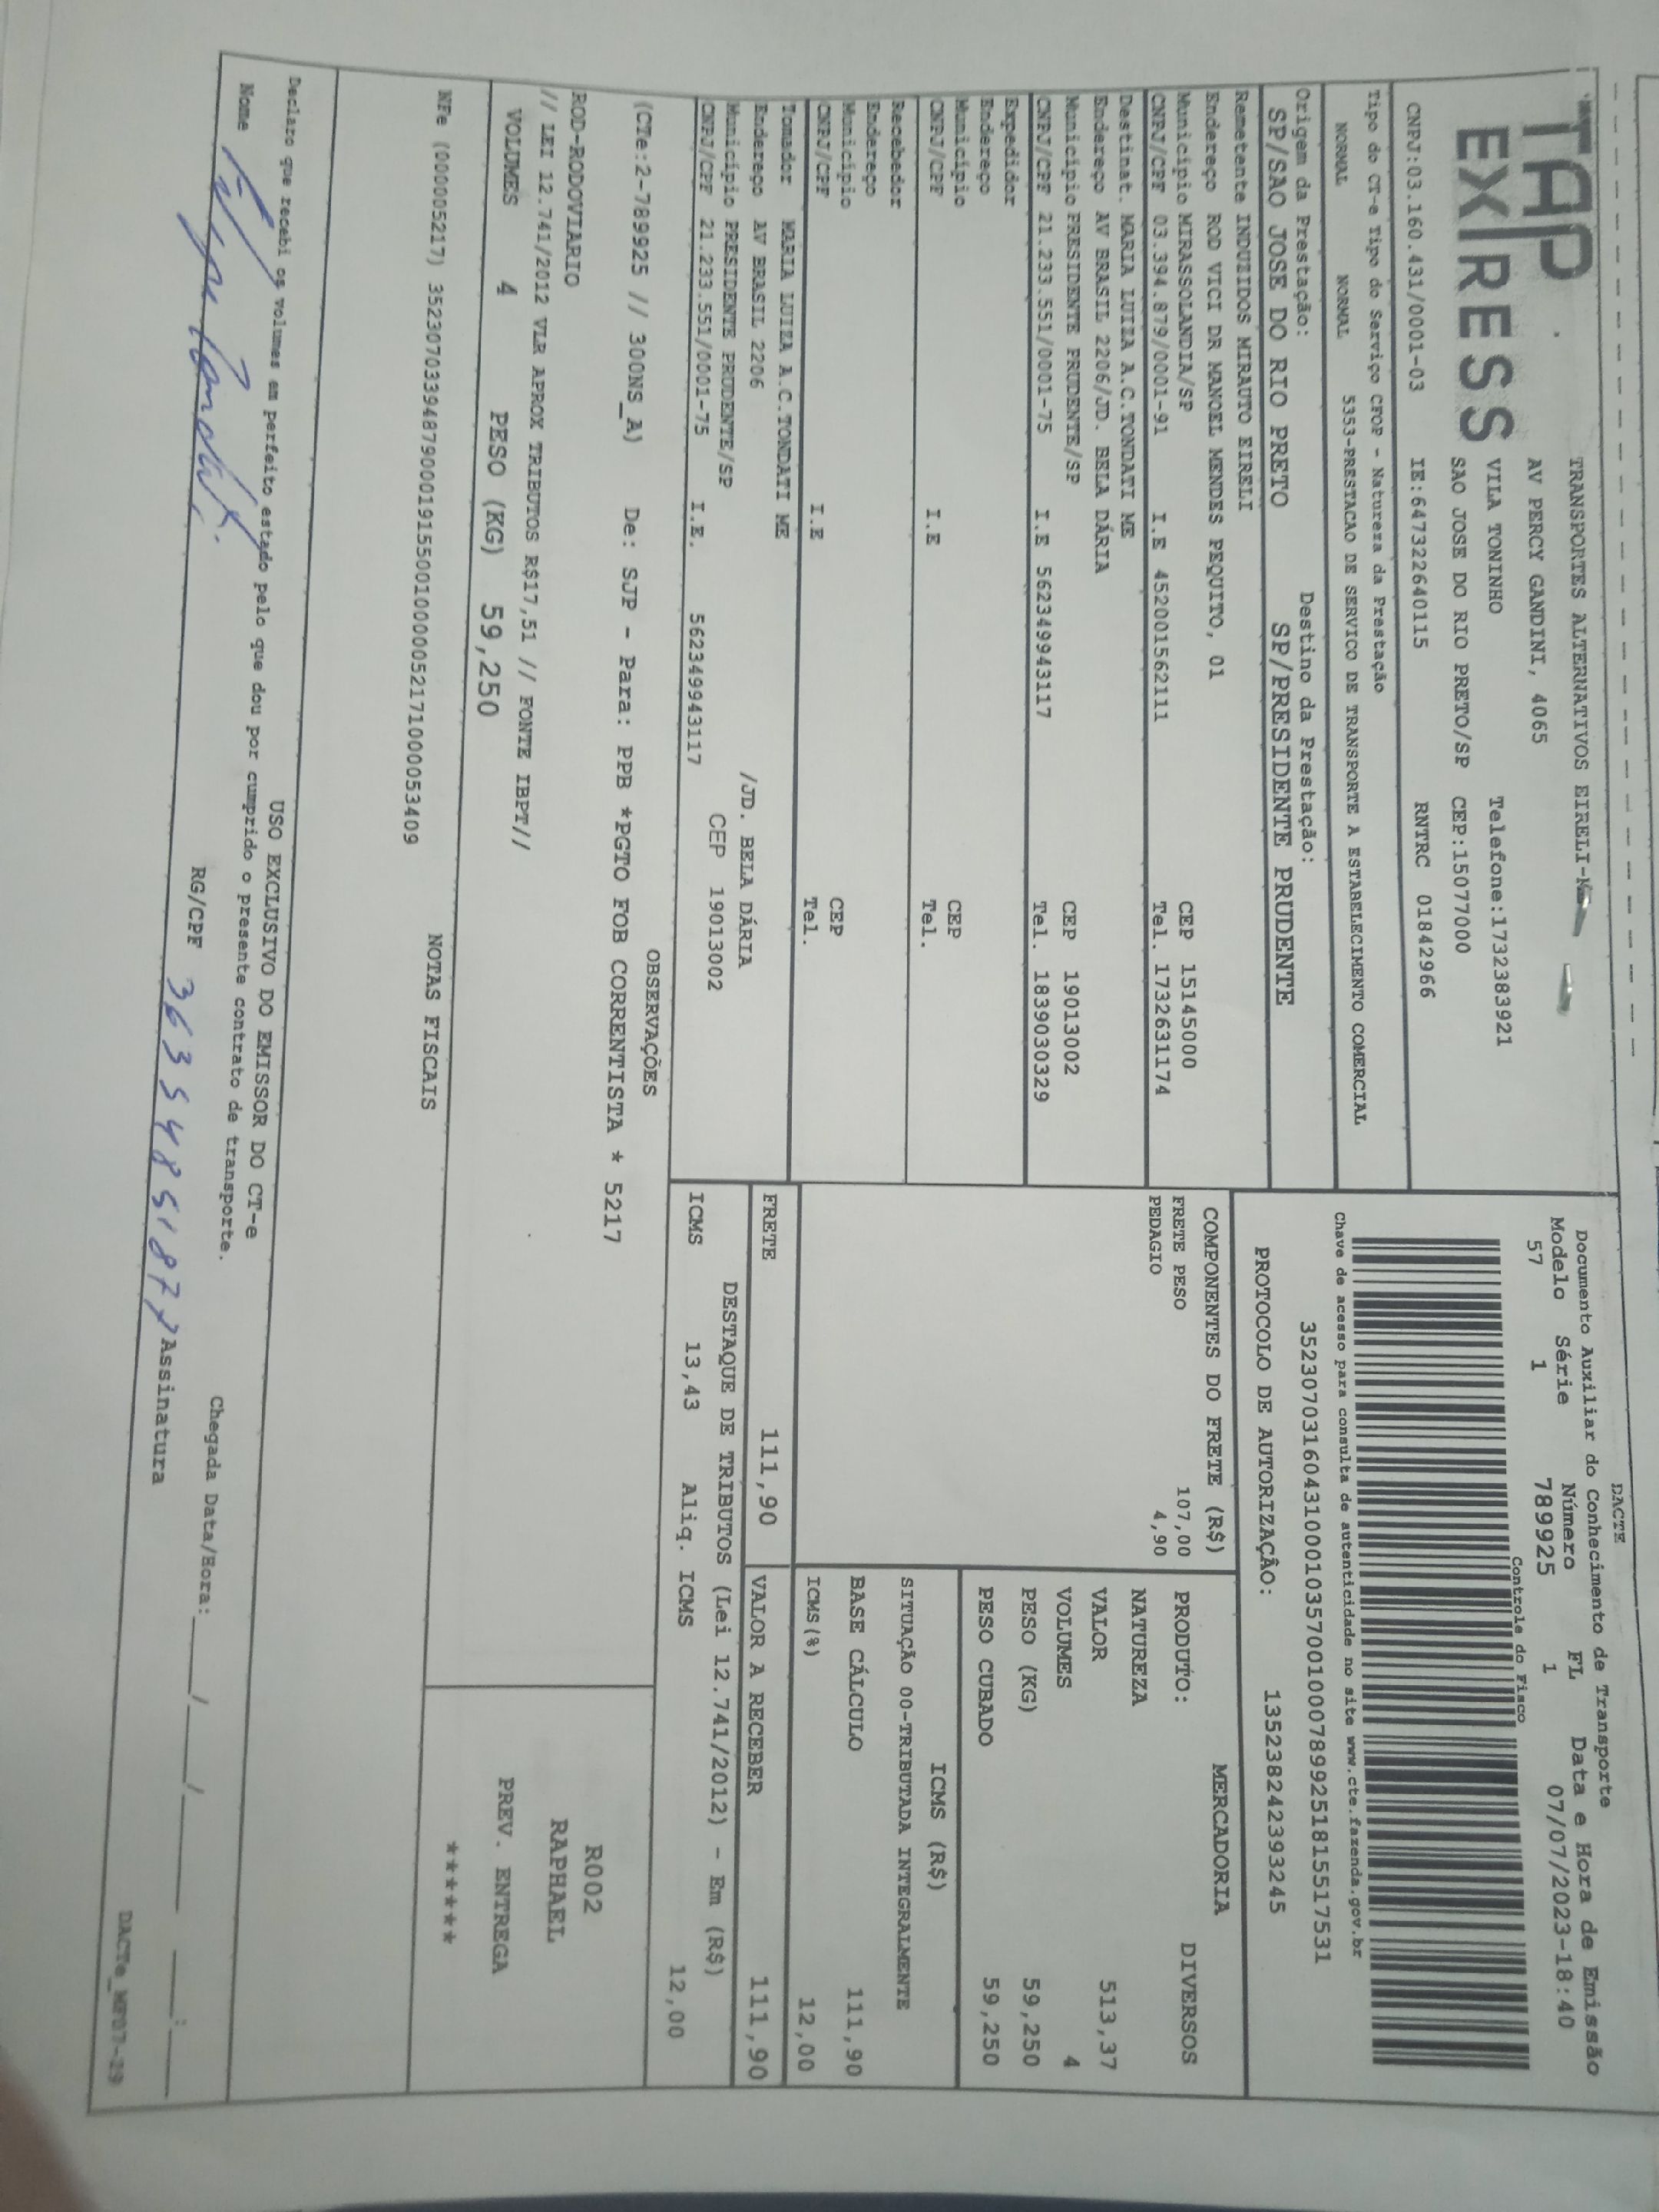 TAP
EXPRESS
TRANSPORTES ALTERNATIVOS EIRELI-
AV PERCY GANDINI, 4065
VILA TONINHO Telefone:1732383921
SAO JOSE DO RIO PRETO/SP CEP:15077000
CNPJ:03.160.431/0001-03 IE:647322640115 RNTRC 01842966
Tipo do CT-e Tipo do Serviço CFOP - Natureza da Prestação
NORMAL NORMAL 5353-PRESTACAO DE SERVICO DE TRANSPORTE A ESTABELECIMENTO COMERCIAL
Origem da Prestação: Destino da Prestação:
SP/SAO JOSE DO RIO PRETO SP/PRESIDENTE PRUDENTE
DACTE
Documento Auxiliar do Conhecimento de Transporte
Modelo Série Número FL Data e Hora de Emissão
57 1 789925 1 07/07/2023-18:40
Controle do Fisco
Chave de acesso para consulta de autenticidade no site www.cte.fazenda.gov.br
35230703160431000103570010007899251815517531
PROTOCOLO DE AUTORIZAÇÃO: 135238242393245
Remetente INDUZIDOS MIRAUTO EIRELI
Endereço ROD VICI DR MANOEL MENDES PEQUITO, 01
Município MIRASSOLANDIA/SP CEP 15145000
CNPJ/CPF 03.394.879/0001-91 I.E 452001562111 Tel. 1732631174
Destinat. MARIA LUIZA A.C.TONDATI ME
Endereço AV BRASIL 2206/JD. BELA DÁRIA
Município PRESIDENTE PRUDENTE/SP CEP 19013002
CNPJ/CPF 21.233.551/0001-75 I.E 562349943117 Tel. 1839030329
Expedidor
Endereço
Município CEP
CNPJ/CPF I.E Tel.
Recebedor
Endereço
Município CEP
CNPJ/CPF I.E Tel.
Tomador MARIA LUIZA A.C.TONDATI ME
Endereço AV BRASIL 2206 /JD. BELA DÁRIA
Município PRESIDENTE PRUDENTE/SP CEP 19013002
CNPJ/CPF 21.233.551/0001-75 I.E. 562349943117
COMPONENTES DO FRETE (R$)
FRETE PESO 107,00
PEDAGIO 4,90
MERCADORIA
PRODUTO: DIVERSOS
NATUREZA
VALOR 513,37
VOLUMES 4
PESO (KG) 59,250
PESO CUBADO 59,250
ICMS (R$)
SITUAÇÃO 00-TRIBUTADA INTEGRALMENTE
BASE CÁLCULO 111,90
ICMS(%) 12,00
FRETE 111,90 VALOR A RECEBER 111,90
DESTAQUE DE TRIBUTOS (Lei 12.741/2012) - Em (R$)
ICMS 13,43 Aliq. ICMS 12,00
OBSERVAÇÕES
(CTe:2-789925 // 300NS_A) De: SJP - Para: PPB *PGTO FOB CORRENTISTA * 5217
ROD-RODOVIARIO
// LEI 12.741/2012 VLR APROX TRIBUTOS R$17,51 // FONTE IBPT//
VOLUMES 4 PESO (KG) 59,250
R002
RAPHAEL
PREV. ENTREGA
******
NOTAS FISCAIS
NFe (000005217) 35230703394879000191550010000052171000053409
USO EXCLUSIVO DO EMISSOR DO CT-e
Declaro que recebi os volumes em perfeito estado pelo que dou por cumprido o presente contrato de transporte.
Chegada Data/Hora:____/____/____ ___:___
Nome RG/CPF Assinatura
DACTe_MF07-29